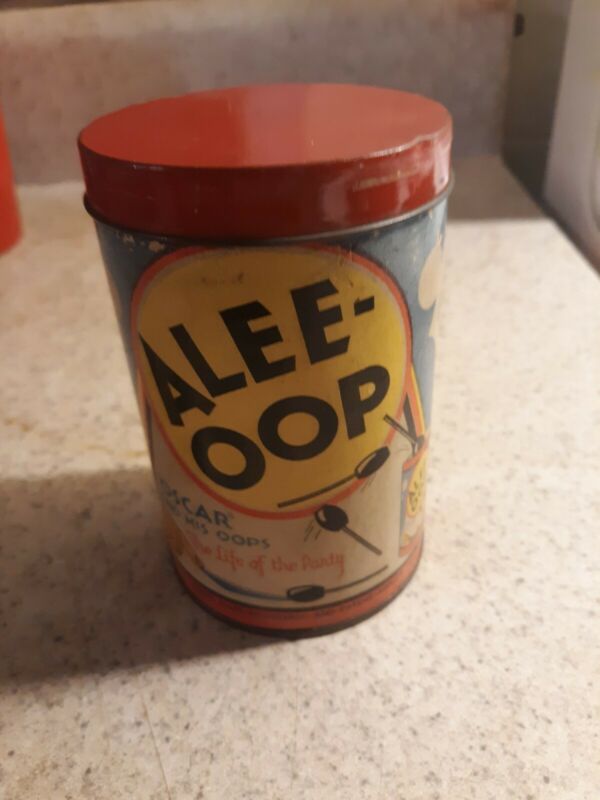 ALEE-
OOP
OSCAR
HIS OOPS
The Life of the Party